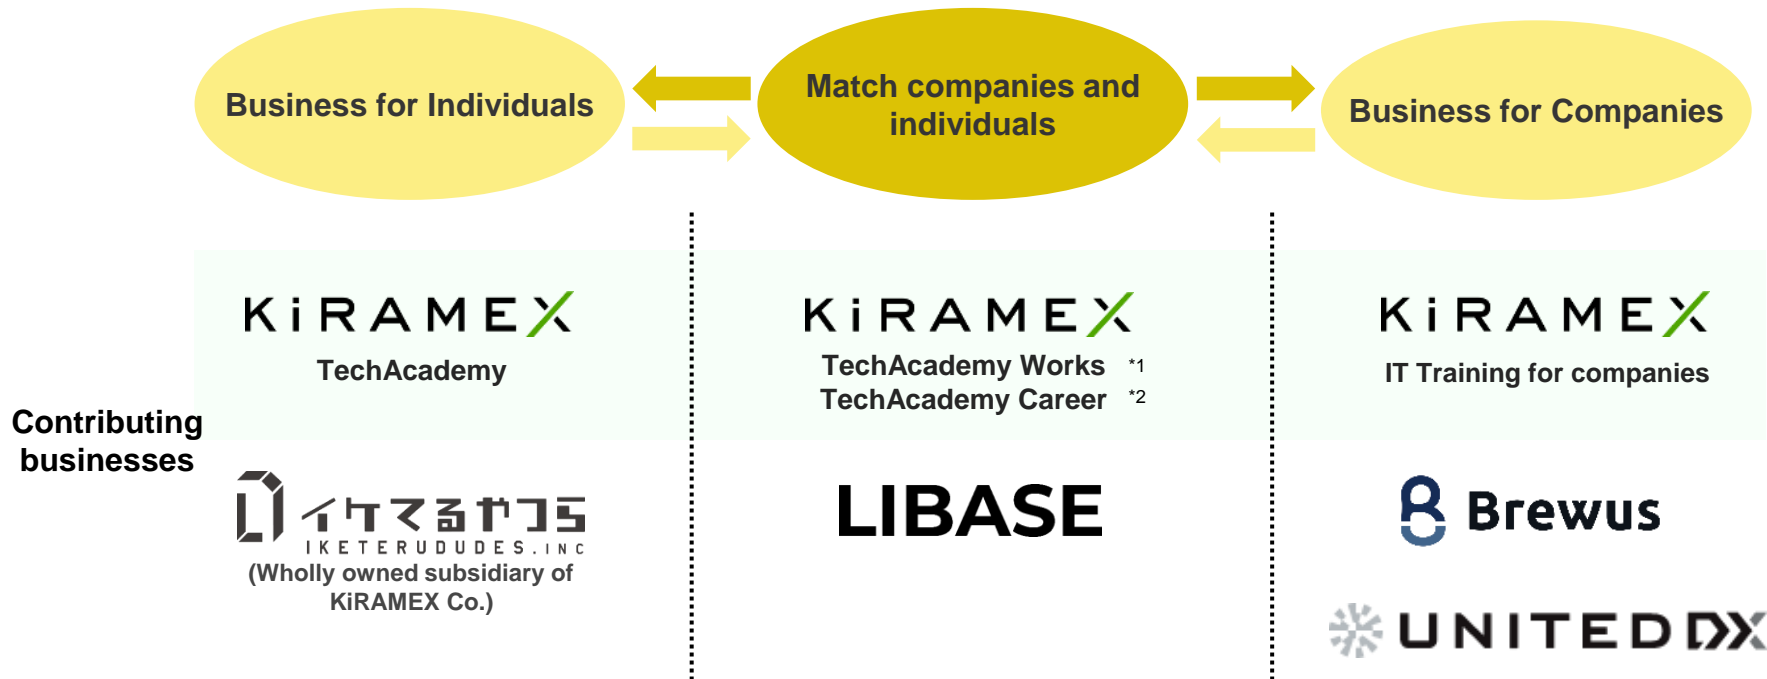 Business for Individuals
Match companies and
individuals
Business for Companies
Contributing
businesses
KiRAMEX
TechAcademy
KiRAMEX
TechAcademy Works *1
TechAcademy Career *2
KiRAMEX
IT Training for companies
イケてるやつら
IKETERUDUDES.INC
(Wholly owned subsidiary of
KiRAMEX Co.)
LIBASE
Brewus
UNITED DX